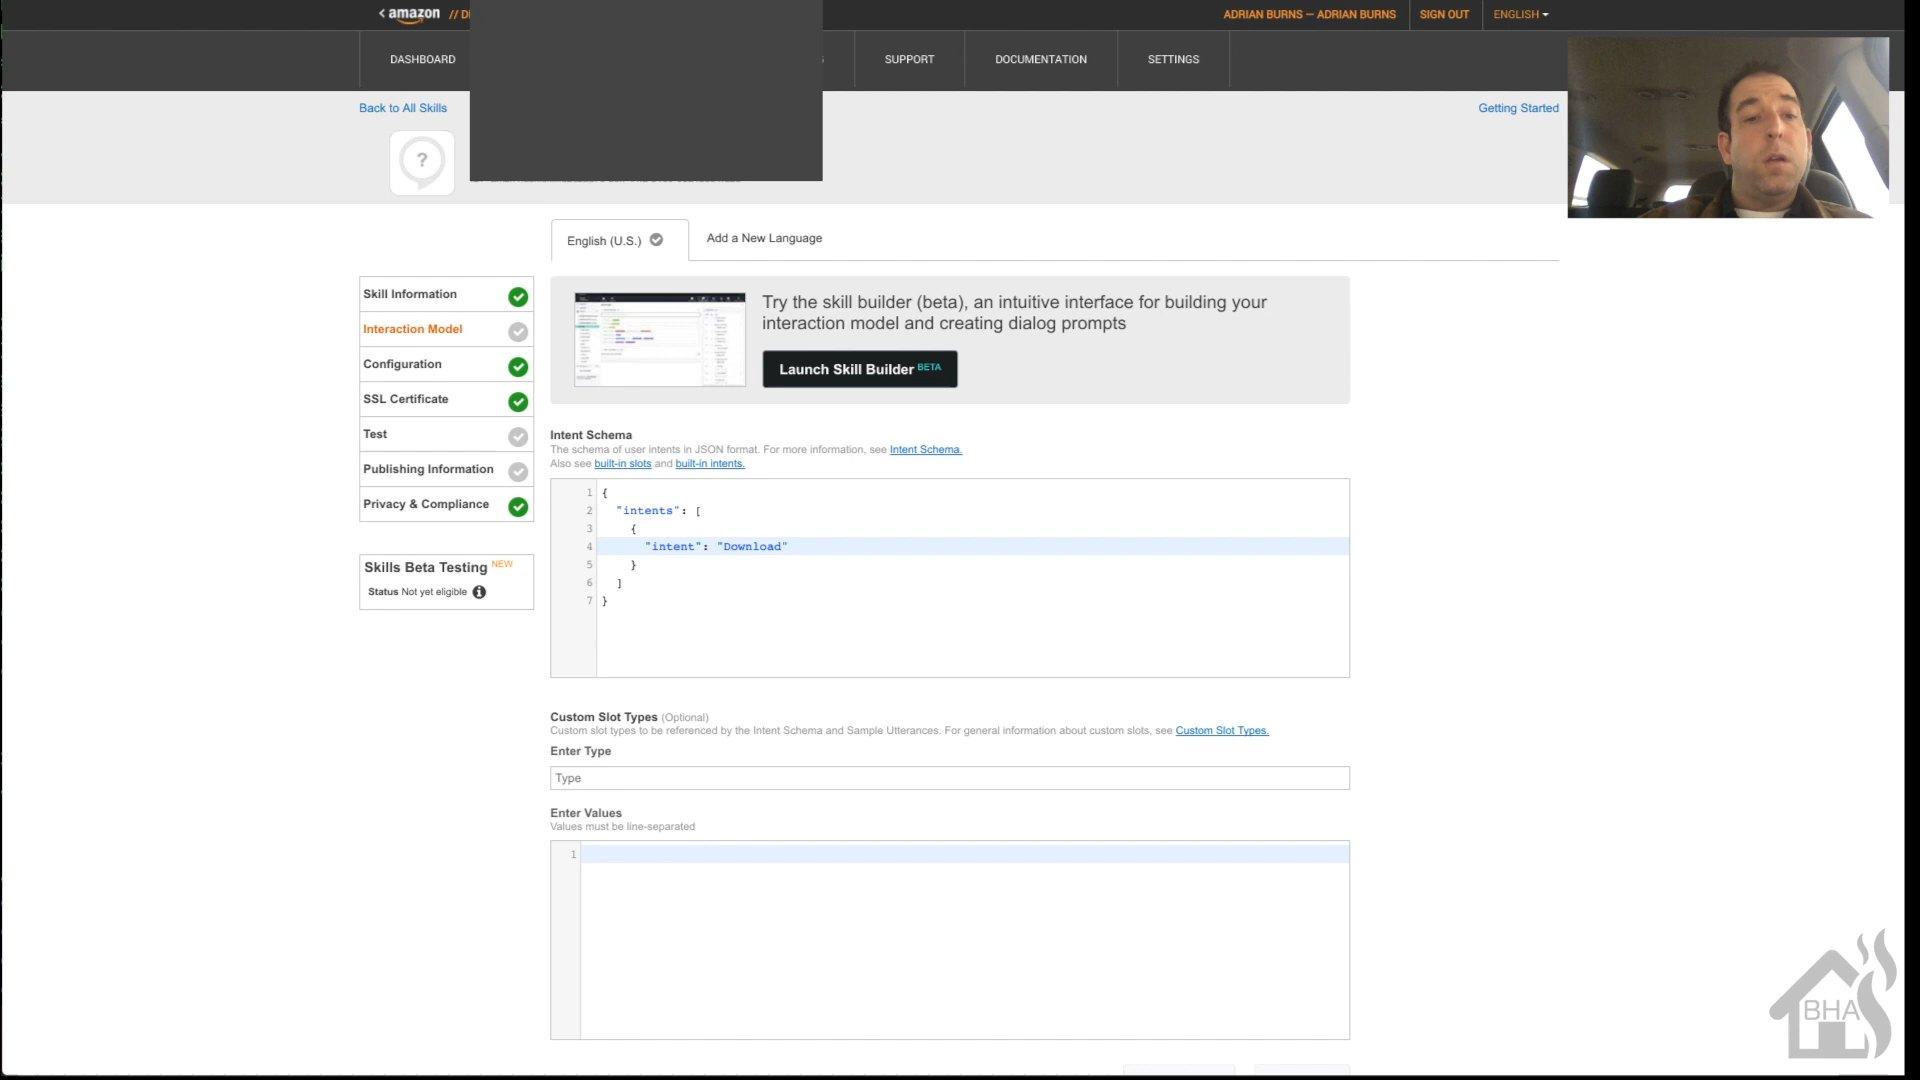 < amazon // D
ADRIAN BURNS — ADRIAN BURNS
SIGN OUT
ENGLISH
DASHBOARD
SUPPORT
DOCUMENTATION
SETTINGS
Back to All Skills
Getting Started
?
English (U.S.)
Add a New Language
Skill Information
Interaction Model
Configuration
SSL Certificate
Test
Publishing Information
Privacy & Compliance
Skills Beta Testing NEW
Status Not yet eligible
Try the skill builder (beta), an intuitive interface for building your
interaction model and creating dialog prompts
Launch Skill Builder BETA
Intent Schema
The schema of user intents in JSON format. For more information, see Intent Schema.
Also see built-in slots and built-in intents.
1 {
2 "intents": [
3 {
4 "intent": "Download"
5 }
6 ]
7 }
Custom Slot Types (Optional)
Custom slot types to be referenced by the Intent Schema and Sample Utterances. For general information about custom slots, see Custom Slot Types.
Enter Type
Type
Enter Values
Values must be line-separated
1
BHA